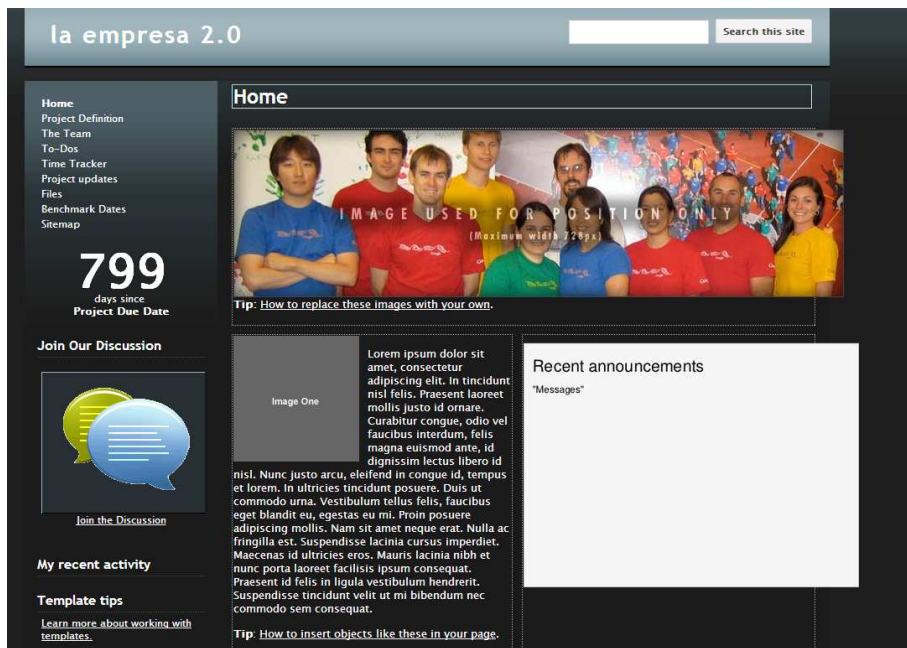 la empresa 2.0
Search this site
Home
Project Definition
The Team
To-Dos
Time Tracker
Project updates
Files
Benchmark Dates
Sitemap
799
days since
Project Due Date
Join Our Discussion
Join the Discussion
My recent activity
Template tips
Learn more about working with
templates.
Home
IMAGE USED FOR POSITION ONLY
(Maximum width 728px)
Tip: How to replace these images with your own.
Image One
Lorem ipsum dolor sit
amet, consectetur
adipiscing elit. In tincidunt
nisl felis. Praesent laoreet
mollis justo id ornare.
Curabitur congue, odio vel
faucibus interdum, felis
magna euismod ante, id
dignissim lectus libero id
nisl. Nunc justo arcu, eleifend in congue id, tempus
et lorem. In ultricies tincidunt posuere. Duis ut
commodo urna. Vestibulum tellus felis, faucibus
eget blandit eu, egestas eu mi. Proin posuere
adipiscing mollis. Nam sit amet neque erat. Nulla ac
fringilla est. Suspendisse lacinia cursus imperdiet.
Maecenas id ultricies eros. Mauris lacinia nibh et
nunc porta laoreet facilisis ipsum consequat.
Praesent id felis in ligula vestibulum hendrerit.
Suspendisse tincidunt velit ut mi bibendum nec
commodo sem consequat.
Tip: How to insert objects like these in your page.
Recent announcements
"Messages"